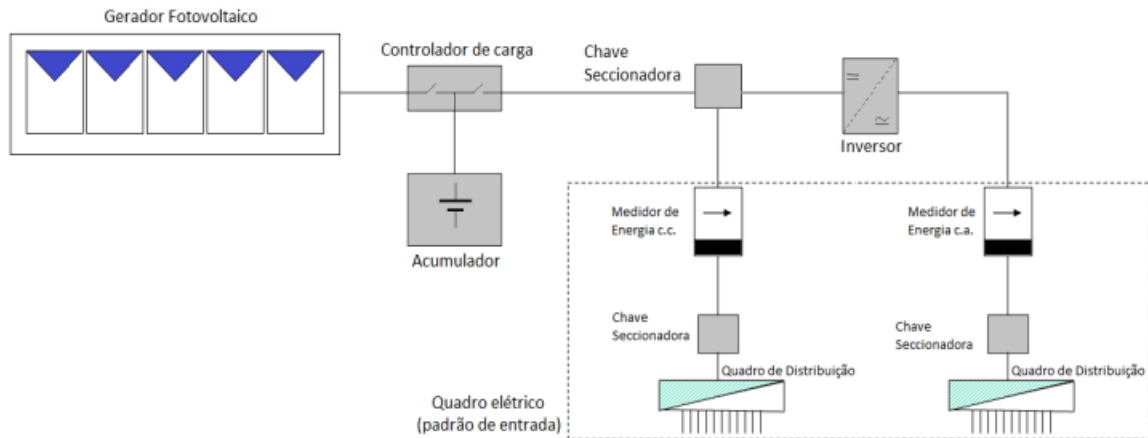 Gerador Fotovoltaico
Controlador de carga
Chave
Seccionadora
Acumulador
=
R
Inversor
Medidor de
Energia c.c.
Medidor de
Energia c.a.
Chave
Seccionadora
Chave
Seccionadora
Quadro de Distribuição
Quadro de Distribuição
Quadro elétrico
(padrão de entrada)